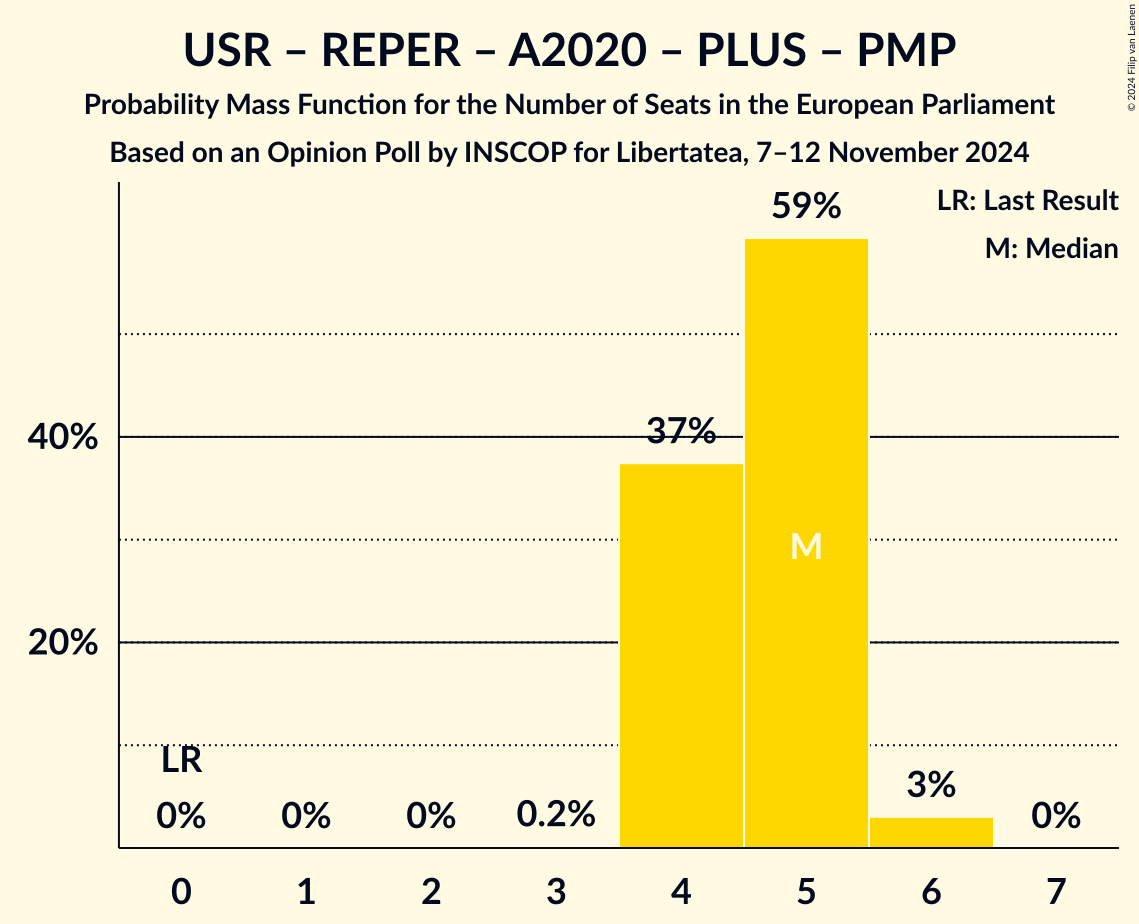 USR – REPER – A2020 – PLUS – PMP
Probability Mass Function for the Number of Seats in the European Parliament
Based on an Opinion Poll by INSCOP for Libertatea, 7–12 November 2024
© 2024 Filip van Laenen
LR: Last Result
M: Median
59%
37%
40%
M
20%
LR
3%
0% 0% 0% 0.2% 0%
0 1 2 3 4 5 6 7